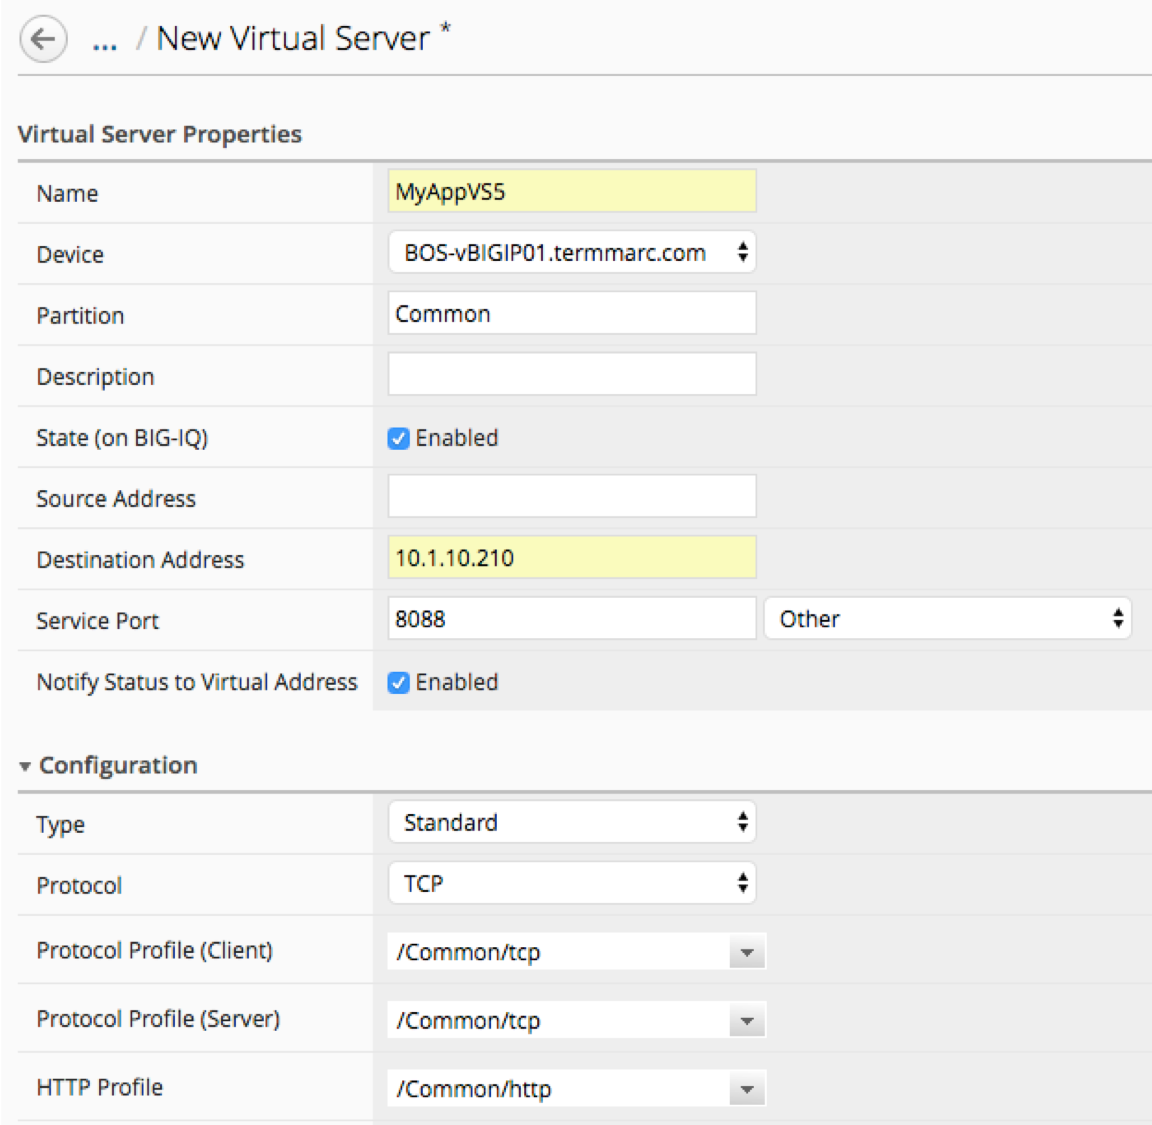 ... / New Virtual Server *
Virtual Server Properties
Name MyAppVS5
Device BOS-vBIGIP01.termmarc.com
Partition Common
Description
State (on BIG-IQ) Enabled
Source Address
Destination Address 10.1.10.210
Service Port 8088 Other
Notify Status to Virtual Address Enabled
Configuration
Type Standard
Protocol TCP
Protocol Profile (Client) /Common/tcp
Protocol Profile (Server) /Common/tcp
HTTP Profile /Common/http